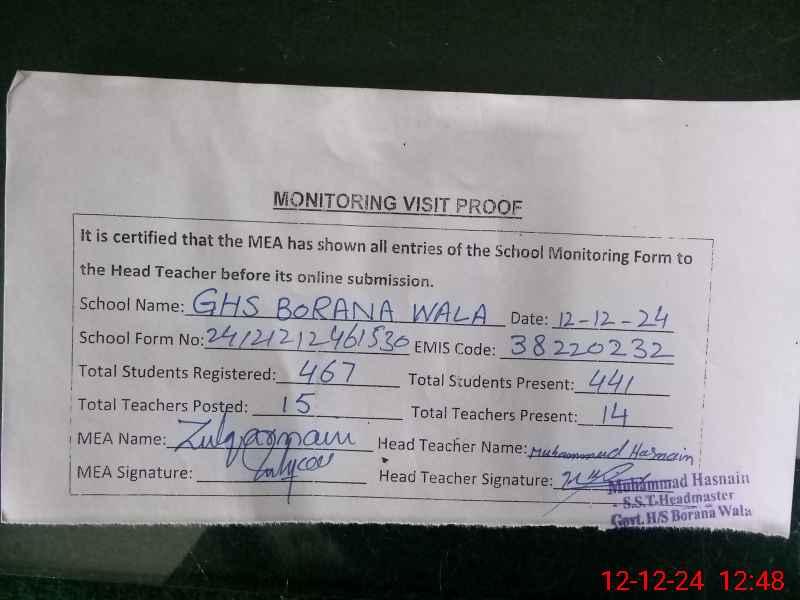 MONITORING VISIT PROOF
It is certified that the MEA has shown all entries of the School Monitoring Form to
the Head Teacher before its online submission.
School Name: GHS BORANA WALA Date: 12-12-24
School Form No: 24121212461530 EMIS Code: 38220232
Total Students Registered: 467 Total Students Present: 441
Total Teachers Posted: 15 Total Teachers Present: 14
MEA Name: Zulqarnain Head Teacher Name: Muhammad Hasnain
MEA Signature: Head Teacher Signature:
Muhammad Hasnain
S.S.T.Headmaster
Govt. H/S Borana Wala
12-12-24 12:48